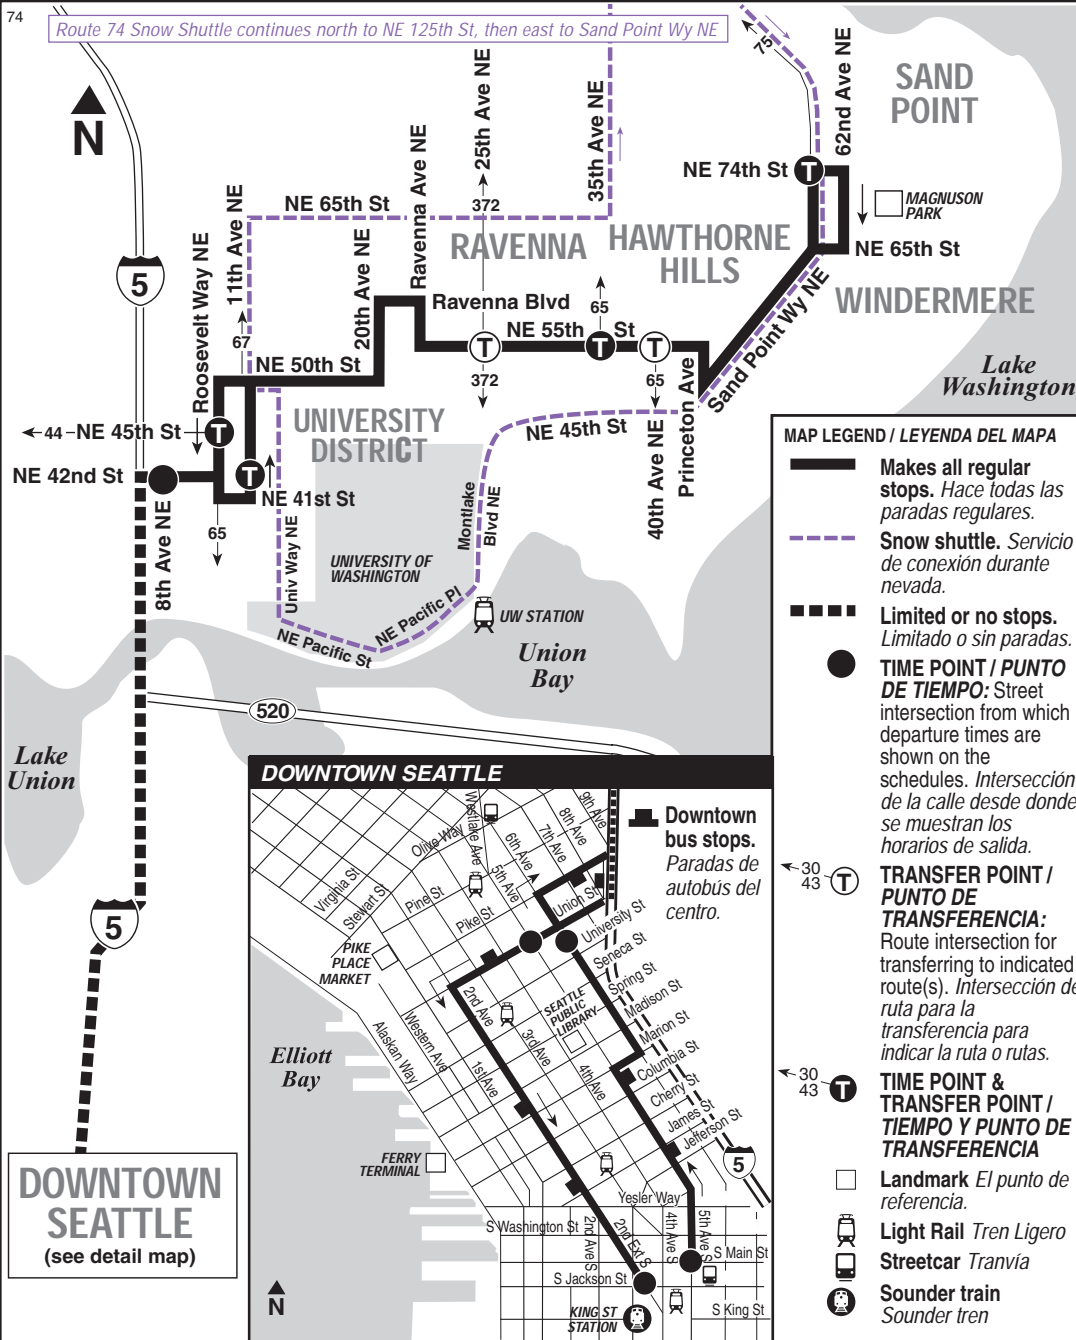 74
Route 74 Snow Shuttle continues north to NE 125th St, then east to Sand Point Wy NE
N
5
Roosevelt Way NE
11th Ave NE
67
NE 65th St
20th Ave NE
Ravenna Ave NE
25th Ave NE
372
35th Ave NE
75
62nd Ave NE
SAND
POINT
NE 74th St
T
MAGNUSON
PARK
NE 65th St
RAVENNA
HAWTHORNE
HILLS
WINDERMERE
Ravenna Blvd
65
NE 55th St
T
T
T
372
65
NE 50th St
Princeton Ave
Sand Point Wy NE
Lake
Washington
44
NE 45th St
T
UNIVERSITY
DISTRICT
NE 45th St
40th Ave NE
NE 42nd St
T
NE 41st St
65
8th Ave NE
Univ Way NE
UNIVERSITY OF
WASHINGTON
Montlake
Blvd NE
NE Pacific Pl
NE Pacific St
UW STATION
Union
Bay
520
Lake
Union
5
DOWNTOWN
SEATTLE
(see detail map)
DOWNTOWN SEATTLE
Downtown
bus stops.
Paradas de
autobús del
centro.
Virginia St
Stewart St
Olive Way
Westlake Ave
Pine St
Pike St
5th Ave
6th Ave
7th Ave
8th Ave
9th Ave
Union St
University St
Seneca St
Spring St
Madison St
Marion St
Columbia St
Cherry St
James St
Jefferson St
PIKE
PLACE
MARKET
SEATTLE
PUBLIC
LIBRARY
Alaskan Way
Western Ave
1st Ave
2nd Ave
3rd Ave
4th Ave
Elliott
Bay
FERRY
TERMINAL
5
Yesler Way
S Washington St
2nd Ave S
2nd Ext S
4th Ave S
5th Ave S
S Main St
S Jackson St
S King St
KING ST
STATION
N
MAP LEGEND / LEYENDA DEL MAPA
Makes all regular
stops. Hace todas las
paradas regulares.
Snow shuttle. Servicio
de conexión durante
nevada.
Limited or no stops.
Limitado o sin paradas.
TIME POINT / PUNTO
DE TIEMPO: Street
intersection from which
departure times are
shown on the
schedules. Intersección
de la calle desde donde
se muestran los
horarios de salida.
30
43
T
TRANSFER POINT /
PUNTO DE
TRANSFERENCIA:
Route intersection for
transferring to indicated
route(s). Intersección de
ruta para la
transferencia para
indicar la ruta o rutas.
30
43
T
TIME POINT &
TRANSFER POINT /
TIEMPO Y PUNTO DE
TRANSFERENCIA
Landmark El punto de
referencia.
Light Rail Tren Ligero
Streetcar Tranvía
Sounder train
Sounder tren